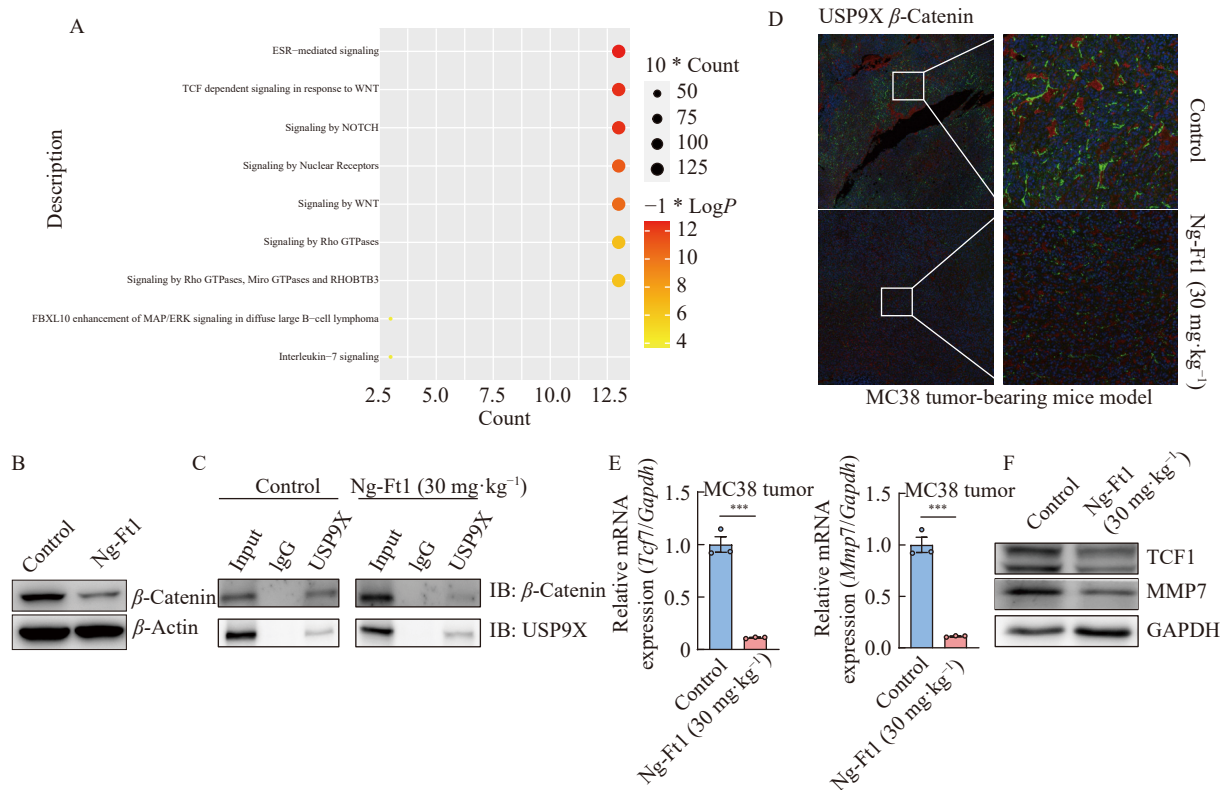 A
Description
ESR−mediated signaling
TCF dependent signaling in response to WNT
Signaling by NOTCH
Signaling by Nuclear Receptors
Signaling by WNT
Signaling by Rho GTPases
Signaling by Rho GTPases, Miro GTPases and RHOBTB3
FBXL10 enhancement of MAP/ERK signaling in diffuse large B−cell lymphoma
Interleukin−7 signaling
2.5 5.0 7.5 10.0 12.5
Count
10 * Count
50
75
100
125
−1 * LogP
12
10
8
6
4
D
USP9X β-Catenin
Control
Ng-Ft1 (30 mg·kg⁻¹)
MC38 tumor-bearing mice model
B
Control Ng-Ft1
β-Catenin
β-Actin
C
Control Ng-Ft1 (30 mg·kg⁻¹)
Input IgG USP9X Input IgG USP9X
IB: β-Catenin
IB: USP9X
E
Relative mRNA
expression (Tcf7/Gapdh)
1.5
1.0
0.5
0
MC38 tumor
***
Control
Ng-Ft1 (30 mg·kg⁻¹)
Relative mRNA
expression (Mmp7/Gapdh)
1.5
1.0
0.5
0.0
MC38 tumor
***
Control
Ng-Ft1 (30 mg·kg⁻¹)
F
Control
Ng-Ft1
(30 mg·kg⁻¹)
TCF1
MMP7
GAPDH